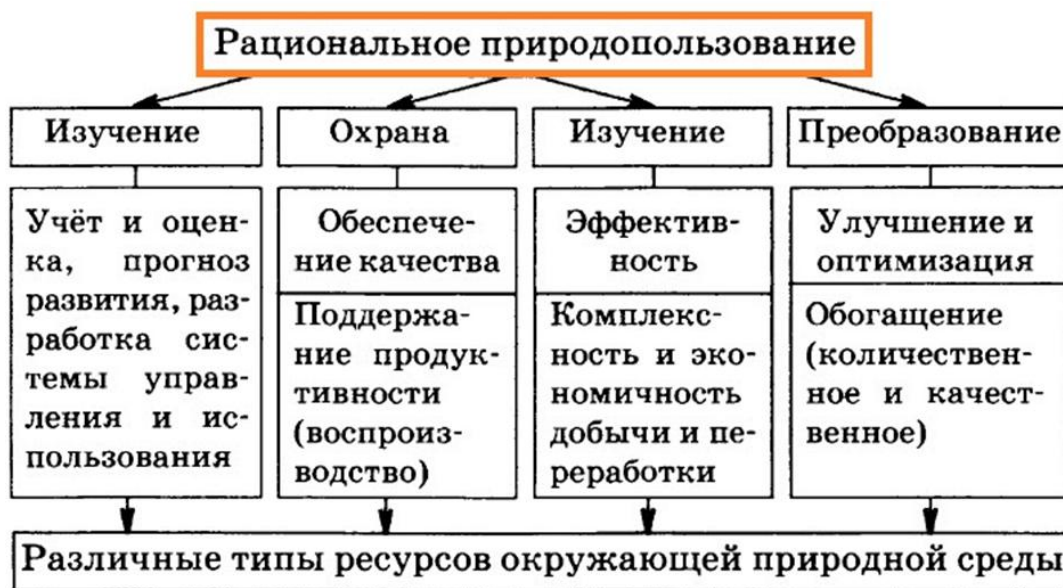 Рациональное природопользование
Изучение
Охрана
Изучение
Преобразование
Учёт и оцен-
ка, прогноз
развития, раз-
работка сис-
темы управ-
ления и ис-
пользования
Обеспече-
ние качества
Поддержа-
ние продук-
тивности
(воспроиз-
водство)
Эффектив-
ность
Комплекс-
ность и эко-
номичность
добычи и пе-
реработки
Улучшение и
оптимизация
Обогащение
(количествен-
ное и качест-
венное)
Различные типы ресурсов окружающей природной среды